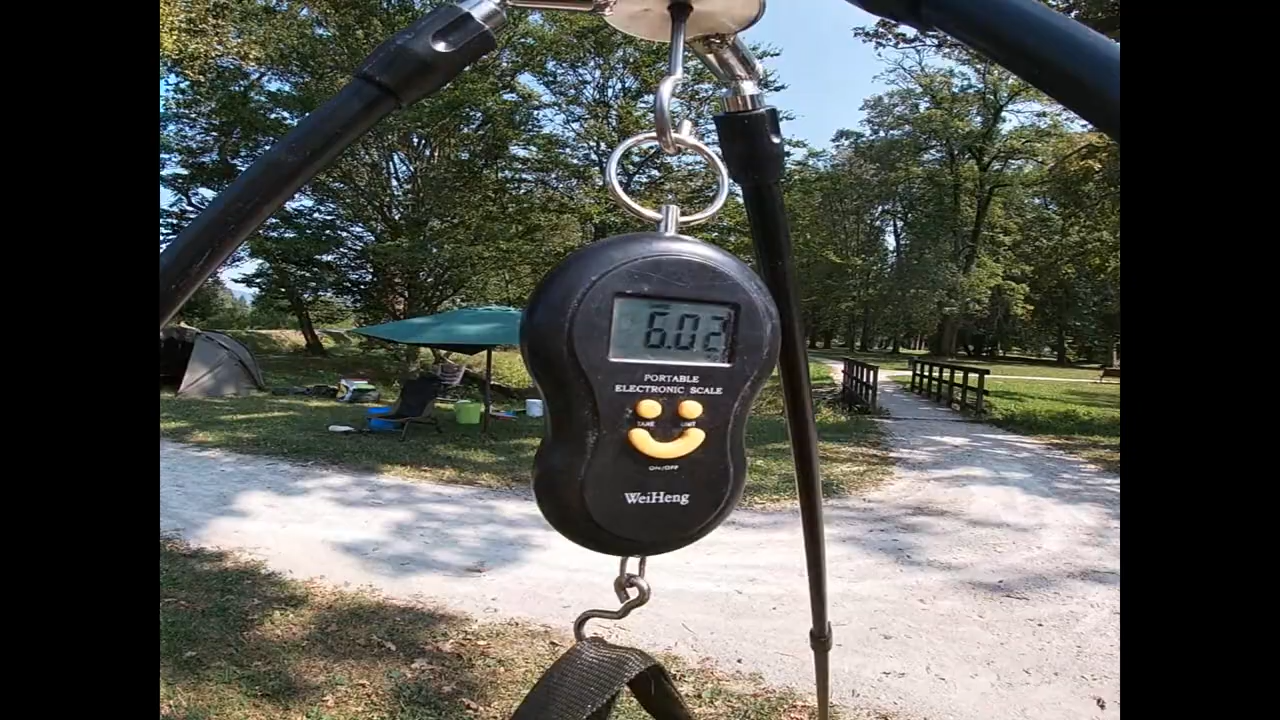 6.02
PORTABLE
ELECTRONIC SCALE
TARE UNIT
ON/OFF
WeiHeng